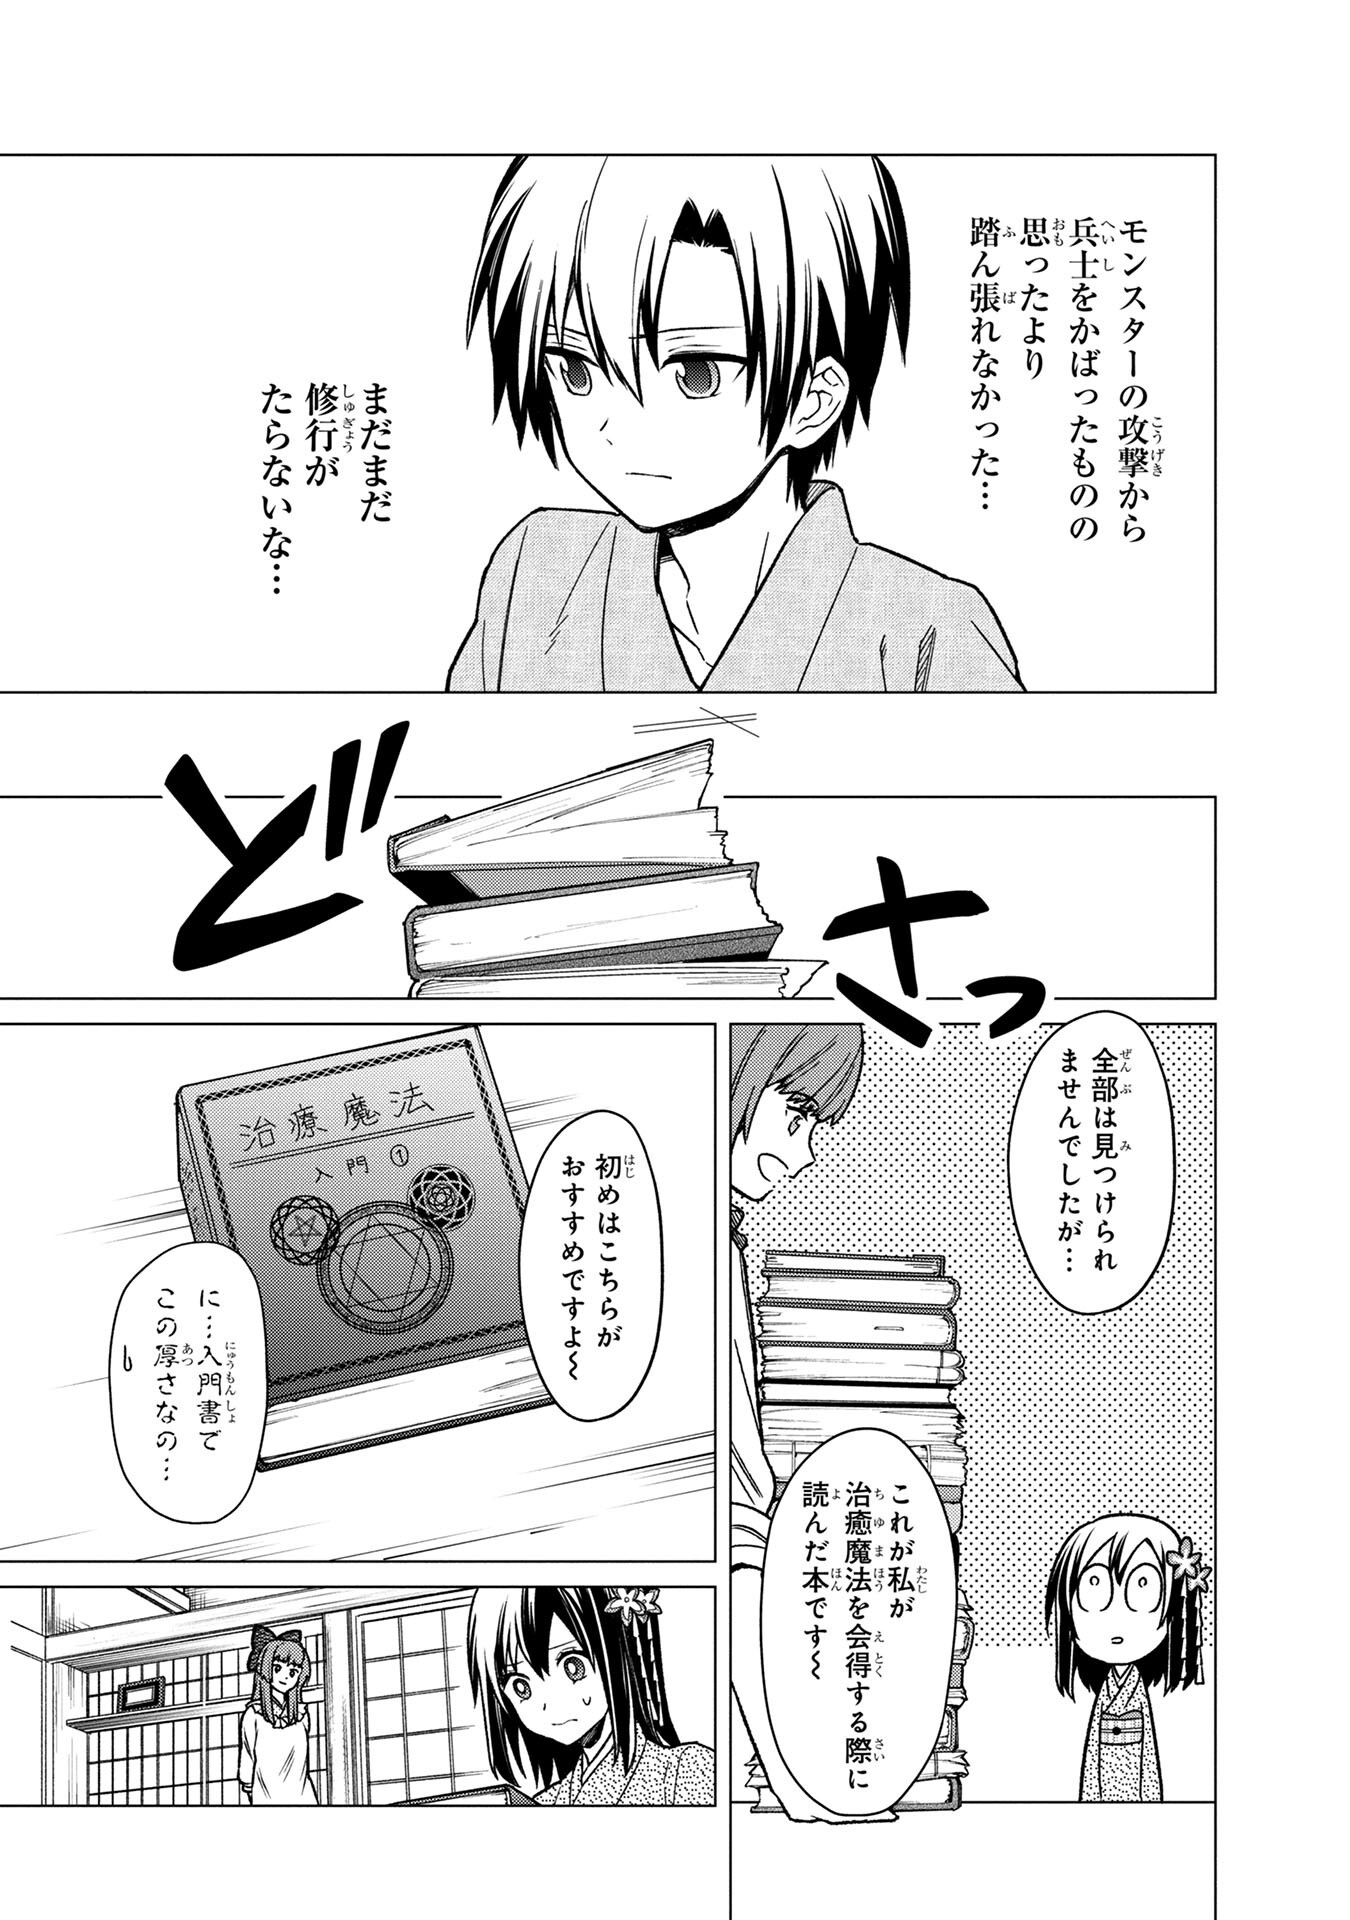 モンスターの攻撃から
兵士をかばったものの
思ったより
踏ん張れなかった…
まだまだ
修行が
たらないな…
どさっ
全部は見つけられ
ませんでしたが…
これが私が
治癒魔法を会得する際に
読んだ本です〜
初めはこちらが
おすすめですよ〜
治療魔法
入門①
に…入門書で
この厚さなの…